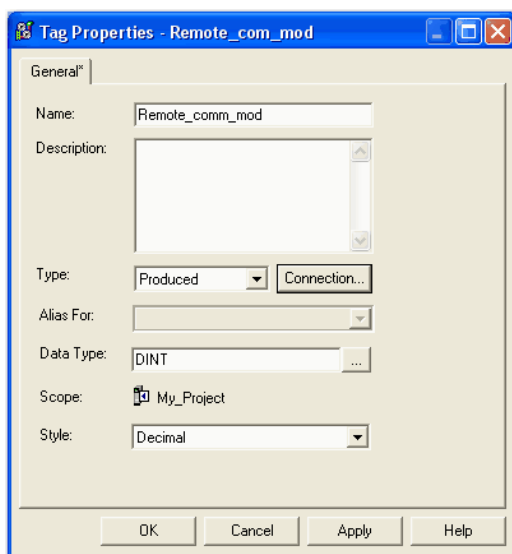 Tag Properties - Remote_com_mod
General*
Name: Remote_comm_mod
Description:
Type: Produced Connection...
Alias For:
Data Type: DINT ...
Scope: My_Project
Style: Decimal
OK Cancel Apply Help